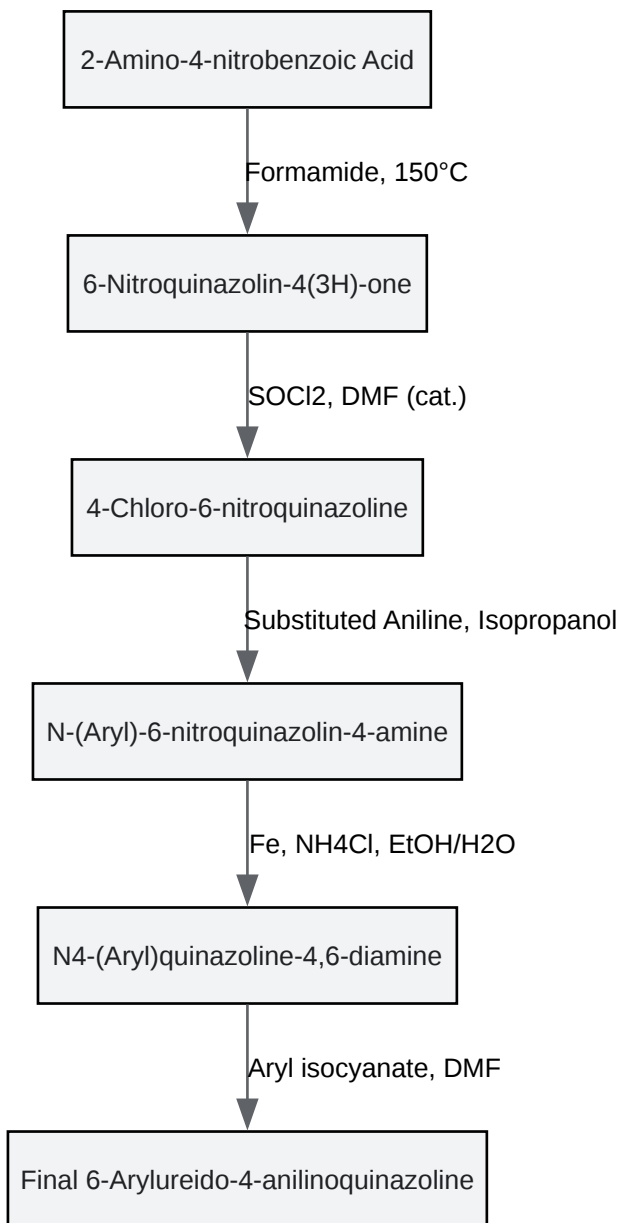 2-Amino-4-nitrobenzoic Acid
Formamide, 150°C
6-Nitroquinazolin-4(3H)-one
SOCl2, DMF (cat.)
4-Chloro-6-nitroquinazoline
Substituted Aniline, Isopropanol
N-(Aryl)-6-nitroquinazolin-4-amine
Fe, NH4Cl, EtOH/H2O
N4-(Aryl)quinazoline-4,6-diamine
Aryl isocyanate, DMF
Final 6-Arylureido-4-anilinoquinazoline